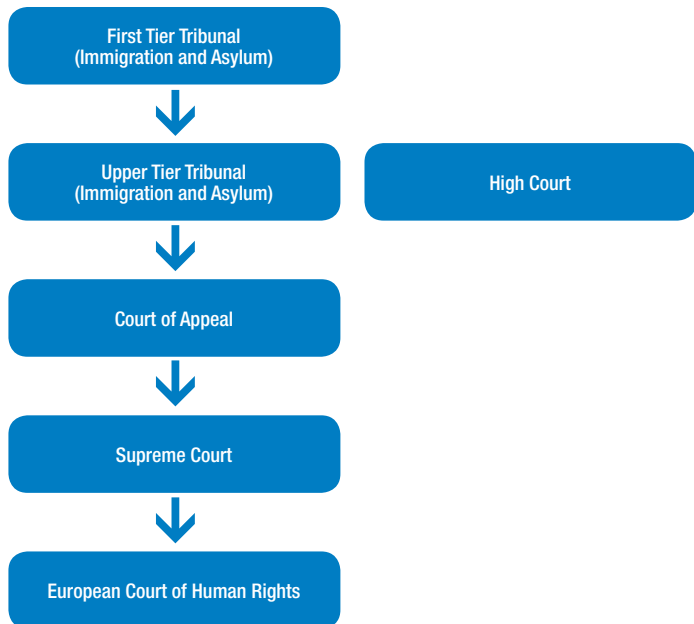 First Tier Tribunal
(Immigration and Asylum)
Upper Tier Tribunal
(Immigration and Asylum)
High Court
Court of Appeal
Supreme Court
European Court of Human Rights